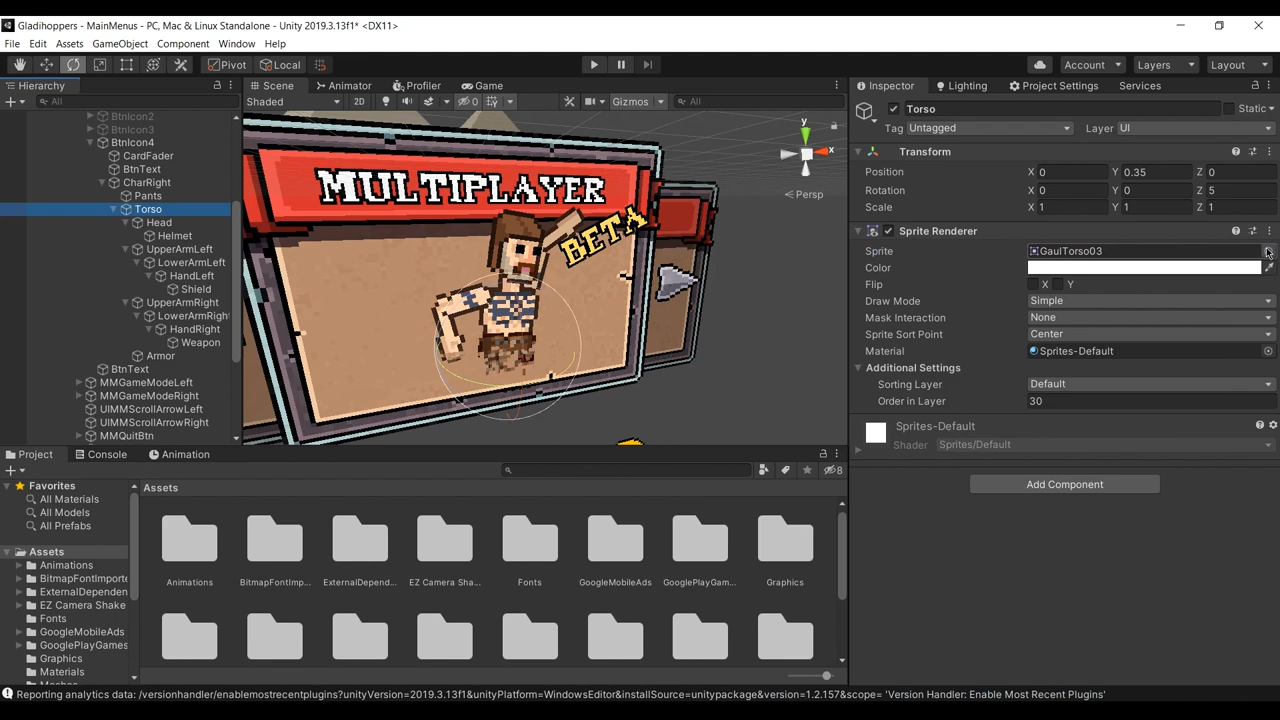 Gladihoppers - MainMenus - PC, Mac & Linux Standalone - Unity 2019.3.13f1* <DX11>
File Edit Assets GameObject Component Window Help
Pivot Local Account Layers Layout
Hierarchy
All
BtnIcon2
BtnIcon3
BtnIcon4
CardFader
BtnText
CharRight
Pants
Torso
Head
Helmet
UpperArmLeft
LowerArmLeft
HandLeft
Shield
UpperArmRight
LowerArmRight
HandRight
Weapon
Armor
BtnText
MMGameModeLeft
MMGameModeRight
UIMMScrollArrowLeft
UIMMScrollArrowRight
MMQuitBtn
Scene Animator Profiler Game
Shaded 2D 0 Gizmos All
MULTIPLAYER
BETA
y
x
Persp
Inspector Lighting Project Settings Services
Torso Static
Tag Untagged Layer UI
Transform
Position X 0 Y 0.35 Z 0
Rotation X 0 Y 0 Z 5
Scale X 1 Y 1 Z 1
Sprite Renderer
Sprite GaulTorso03
Color
Flip X Y
Draw Mode Simple
Mask Interaction None
Sprite Sort Point Center
Material Sprites-Default
Additional Settings
Sorting Layer Default
Order in Layer 30
Sprites-Default
Shader Sprites/Default
Add Component
Project Console Animation
8
Favorites
All Materials
All Models
All Prefabs
Assets
Animations
BitmapFontImporte
ExternalDependen
EZ Camera Shake
Fonts
GoogleMobileAds
GooglePlayGames
Graphics
Materials
Assets
Animations BitmapFontImp... ExternalDepend... EZ Camera Sha... Fonts GoogleMobileAds GooglePlayGam... Graphics
Reporting analytics data: /versionhandler/enablemostrecentplugins?unityVersion=2019.3.13f1&unityPlatform=WindowsEditor&installSource=unitypackage&version=1.2.157&scope= 'Version Handler: Enable Most Recent Plugins'